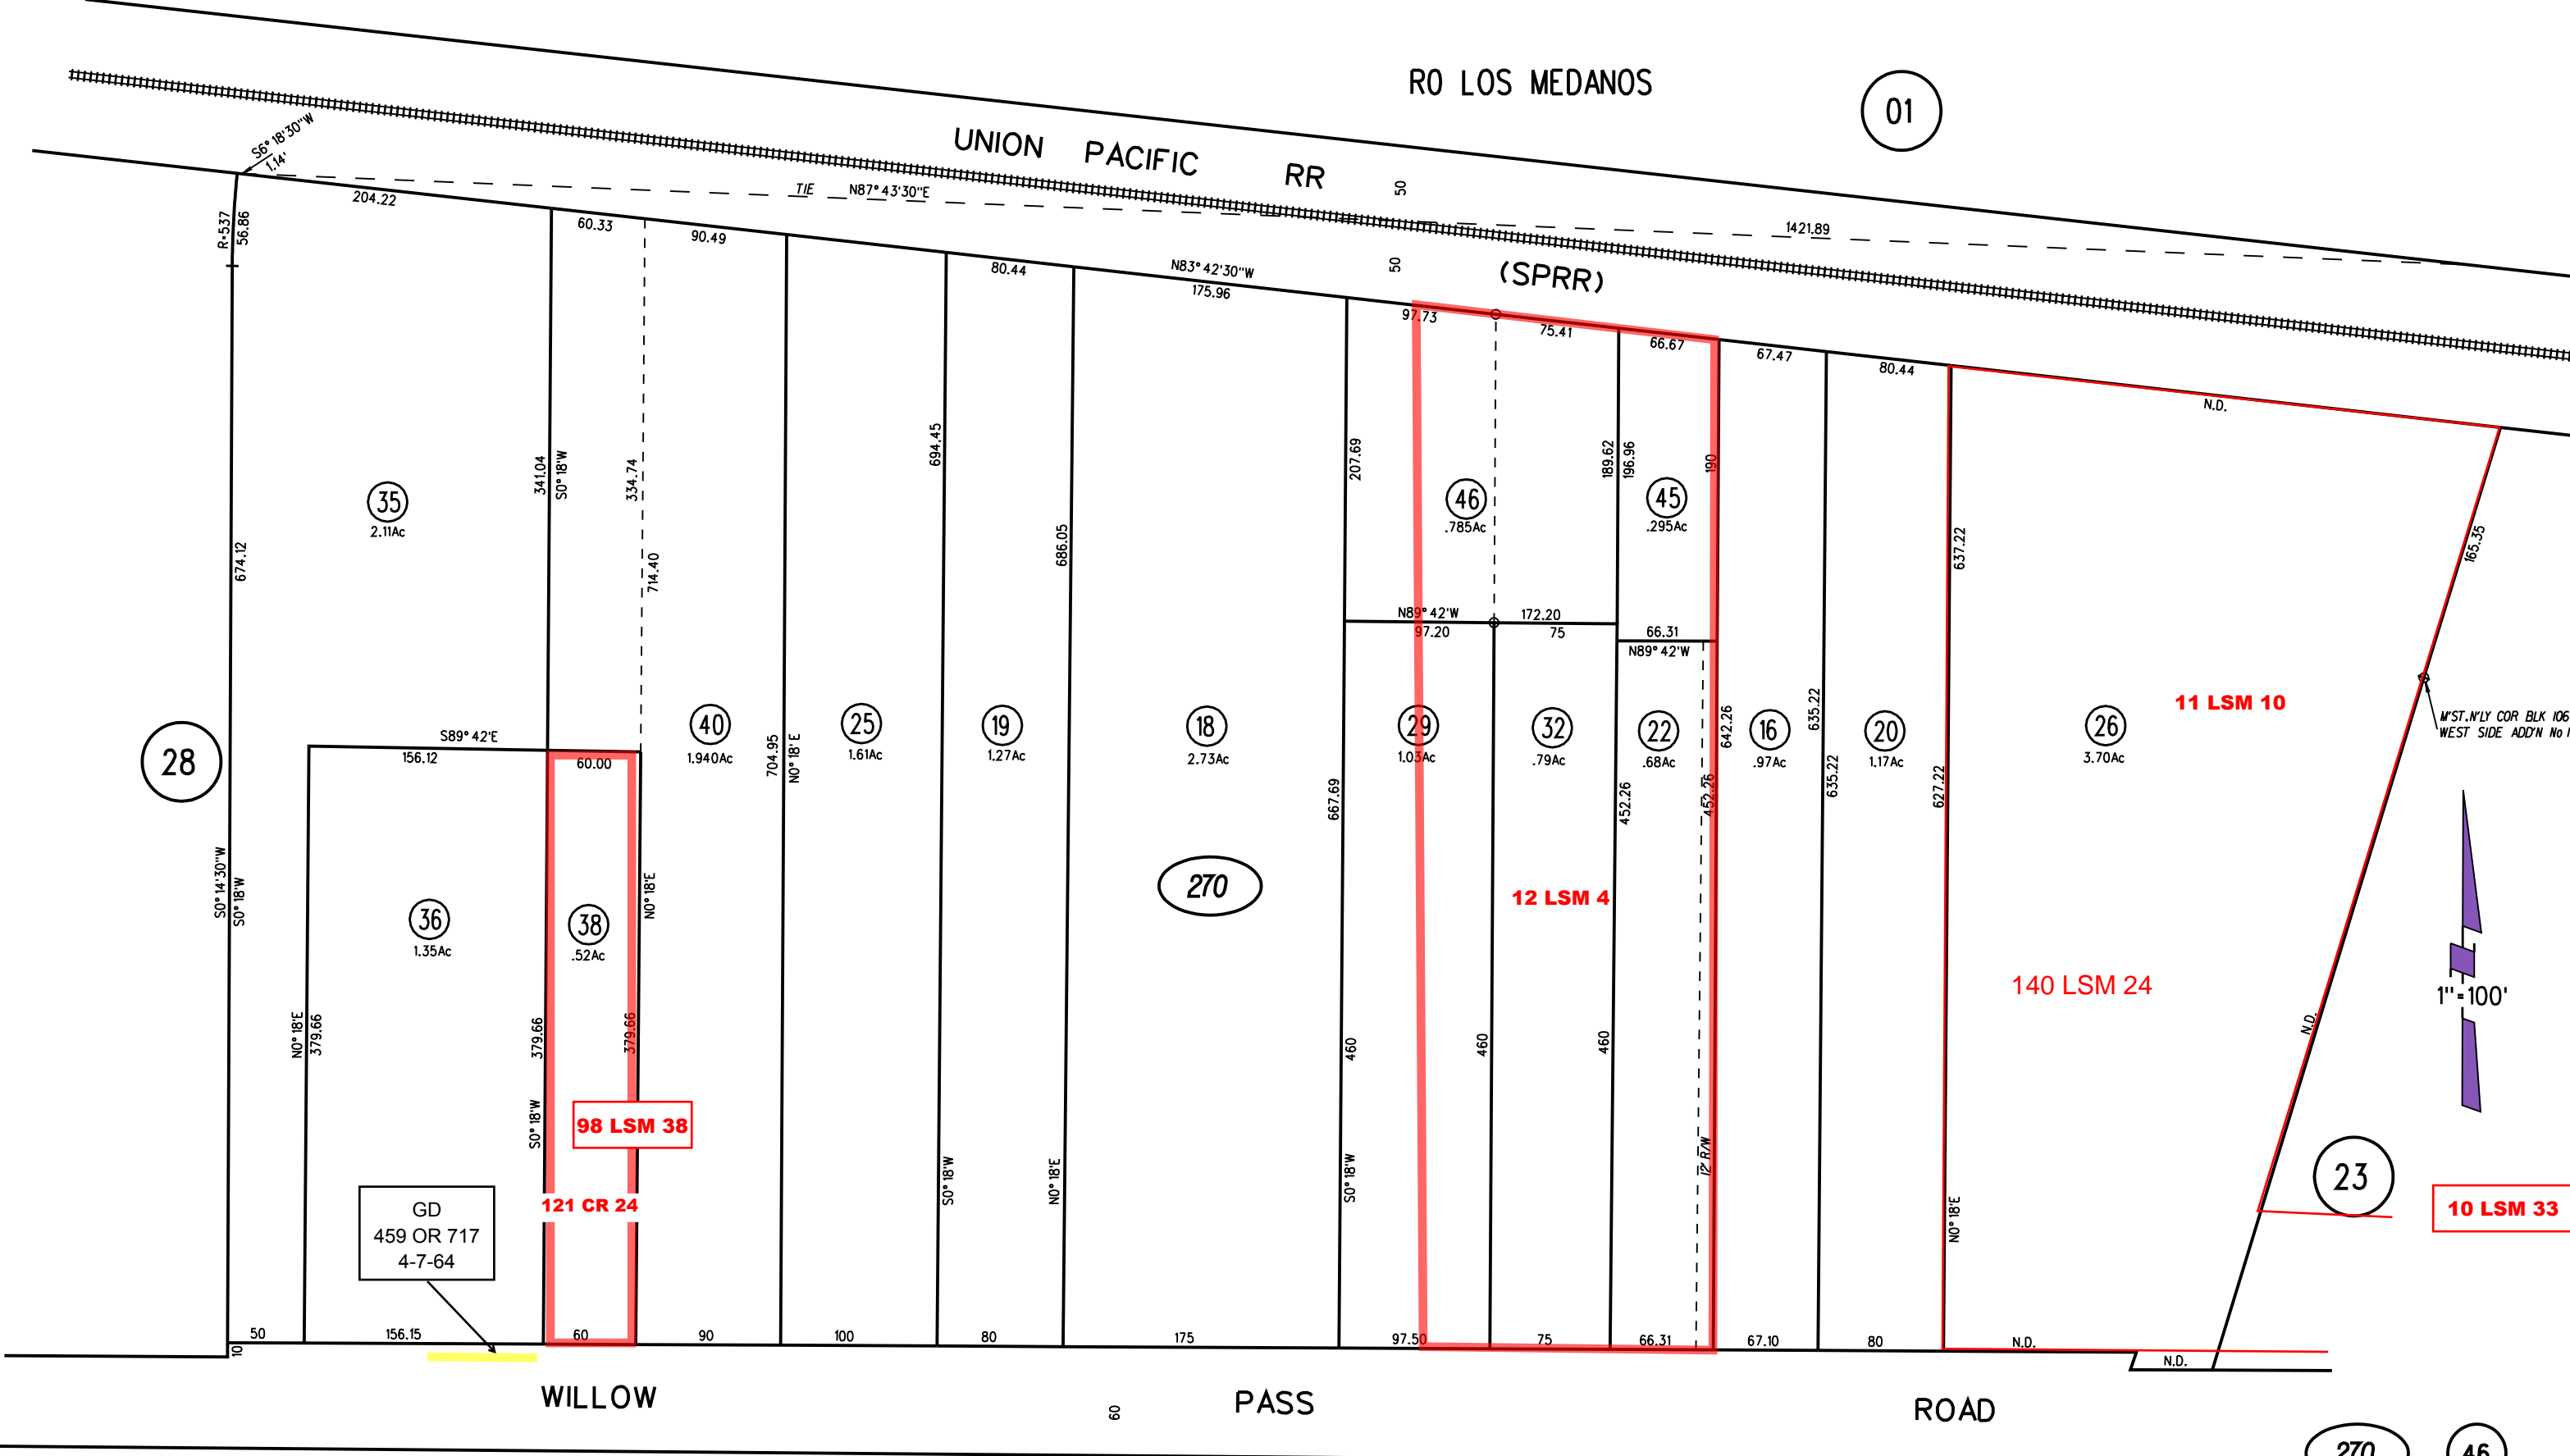 RO LOS MEDANOS
01
UNION PACIFIC RR
(SPRR)
50
50
S6°18'30"W
1.14'
TIE N87°43'30"E
1421.89
R=537
56.86
204.22
60.33
90.49
80.44
N83°42'30"W
175.96
97.73
75.41
66.67
67.47
80.44
N.D.
674.12
35
2.11Ac
341.04
S0°18'W
334.74
714.40
694.45
686.05
207.69
46
.785Ac
189.62
196.96
45
.295Ac
190
637.22
165.35
N89°42'W
172.20
97.20
75
66.31
N89°42'W
28
S89°42'E
156.12
60.00
40
1.940Ac
704.95
N0°18'E
25
1.61Ac
19
1.27Ac
18
2.73Ac
667.69
29
1.03Ac
32
.79Ac
452.26
22
.68Ac
452.26
642.26
16
.97Ac
635.22
635.22
20
1.17Ac
627.22
26
3.70Ac
11 LSM 10
M'ST.N'LY COR BLK 106
WEST SIDE ADD'N No
S0°14'30"W
S0°18'W
36
1.35Ac
38
.52Ac
N0°18'E
270
12 LSM 4
140 LSM 24
1"=100'
N0°18'E
379.66
379.66
379.66
460
460
460
N.D.
S0°18'W
98 LSM 38
121 CR 24
S0°18'W
N0°18'E
S0°18'W
12' R/W
N0°18'E
23
10 LSM 33
GD
459 OR 717
4-7-64
50
10
156.15
60
90
100
80
175
97.50
75
66.31
67.10
80
N.D.
N.D.
WILLOW PASS ROAD
60
270
46